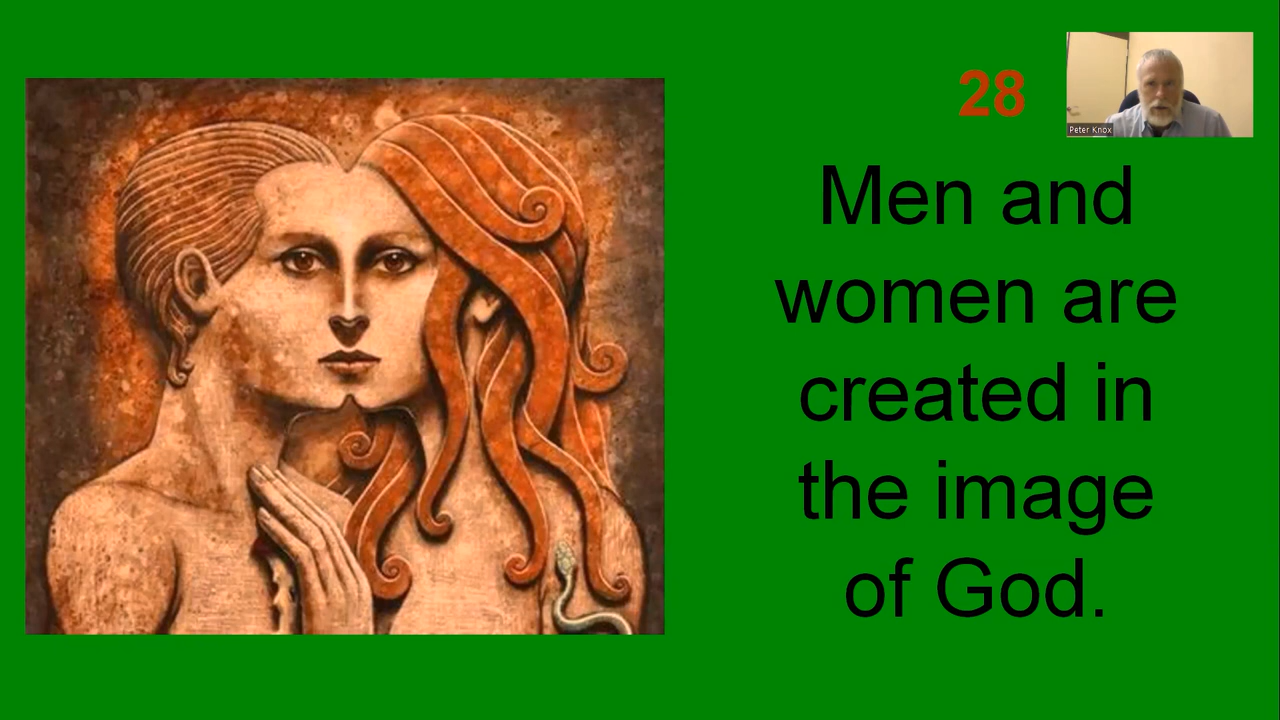 28
Peter Knox
Men and
women are
created in
the image
of God.